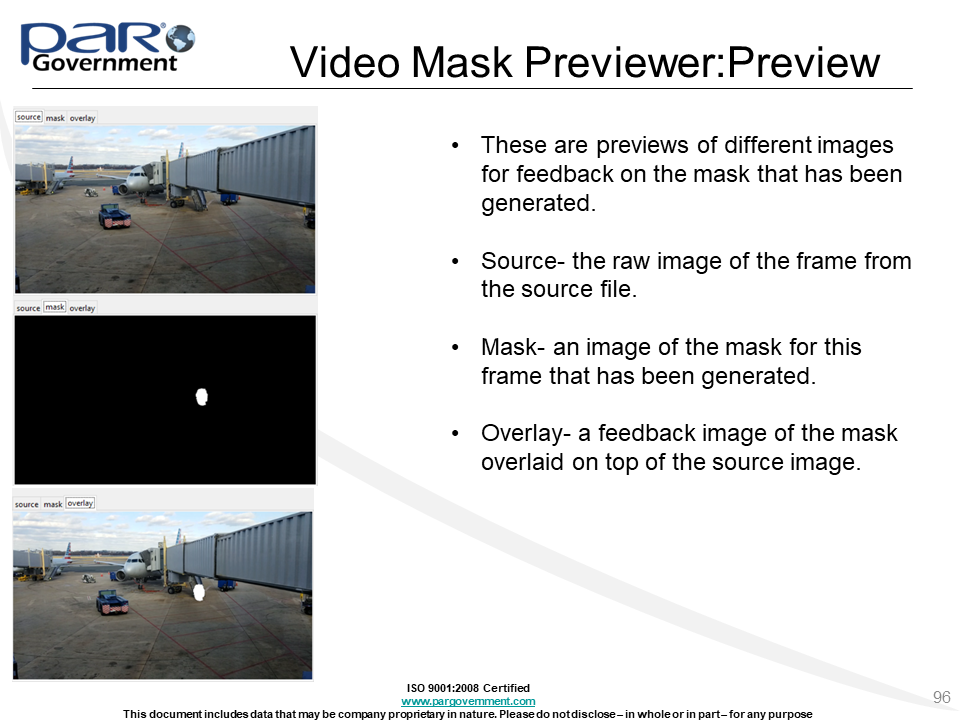 PAR®
Government
Video Mask Previewer:Preview
source mask overlay
source mask overlay
source mask overlay
• These are previews of different images
for feedback on the mask that has been
generated.
• Source- the raw image of the frame from
the source file.
• Mask- an image of the mask for this
frame that has been generated.
• Overlay- a feedback image of the mask
overlaid on top of the source image.
ISO 9001:2008 Certified
www.pargovernment.com
This document includes data that may be company proprietary in nature. Please do not disclose – in whole or in part – for any purpose
96